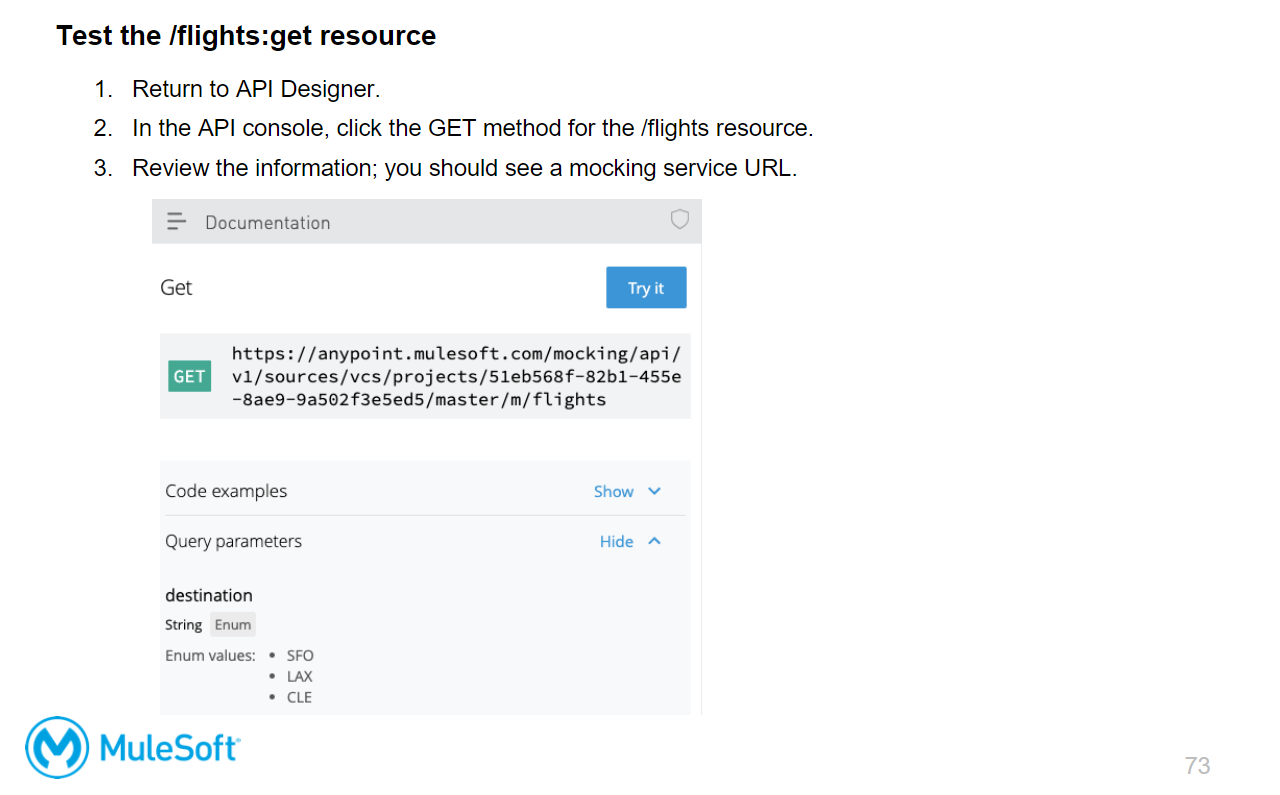 Test the /flights:get resource
1. Return to API Designer.
2. In the API console, click the GET method for the /flights resource.
3. Review the information; you should see a mocking service URL.
Documentation
Get
Try it
GET
https://anypoint.mulesoft.com/mocking/api/
v1/sources/vcs/projects/51eb568f-82b1-455e
-8ae9-9a502f3e5ed5/master/m/flights
Code examples Show
Query parameters Hide
destination
String Enum
Enum values: • SFO
• LAX
• CLE
MuleSoft
73